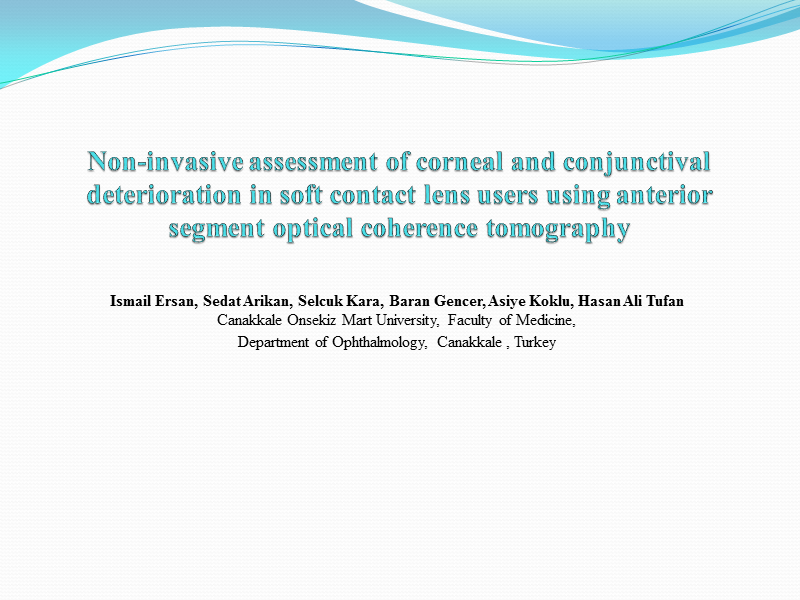 Non-invasive assessment of corneal and conjunctival
deterioration in soft contact lens users using anterior
segment optical coherence tomography
Ismail Ersan, Sedat Arikan, Selcuk Kara, Baran Gencer, Asiye Koklu, Hasan Ali Tufan
Canakkale Onsekiz Mart University, Faculty of Medicine,
Department of Ophthalmology, Canakkale , Turkey